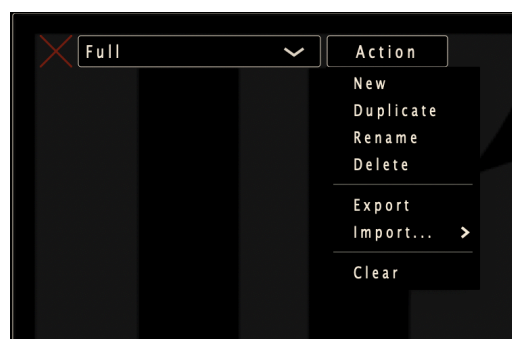 Full
Action
New
Duplicate
Rename
Delete
Export
Import...
Clear